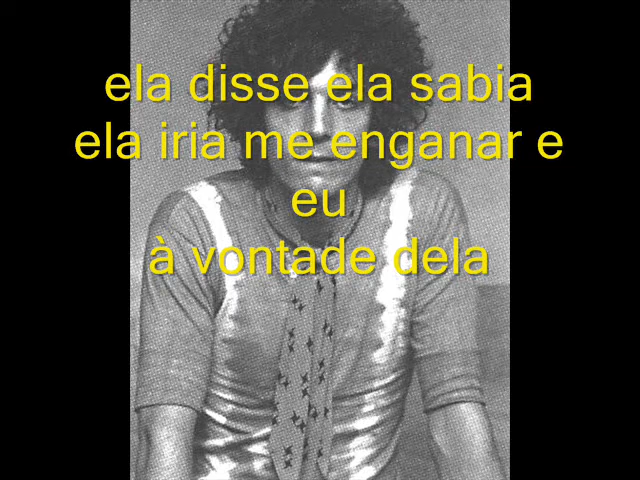 ela disse ela sabia
ela iria me enganar e
eu
à vontade dela